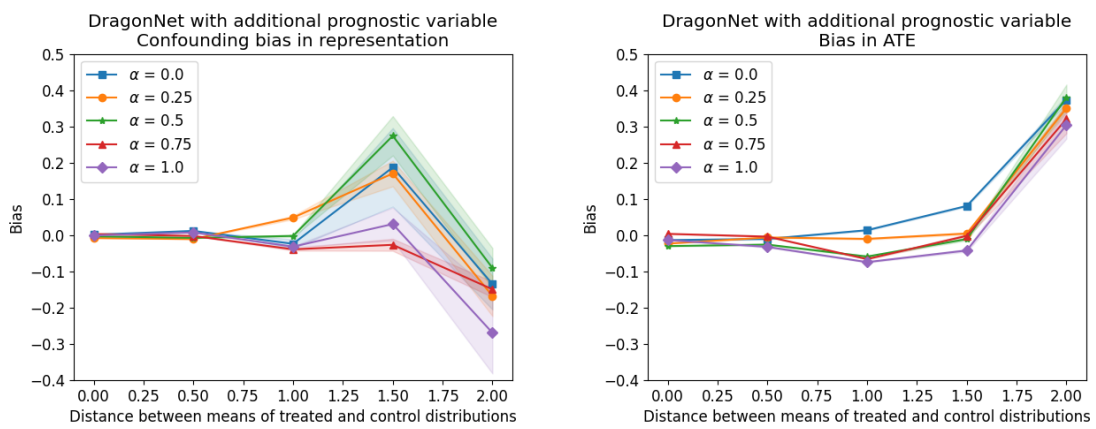 DragonNet with additional prognostic variable
Confounding bias in representation
0.5
0.4
0.3
0.2
0.1
0.0
−0.1
−0.2
−0.3
−0.4
Bias
α = 0.0
α = 0.25
α = 0.5
α = 0.75
α = 1.0
0.00 0.25 0.50 0.75 1.00 1.25 1.50 1.75 2.00
Distance between means of treated and control distributions
DragonNet with additional prognostic variable
Bias in ATE
0.5
0.4
0.3
0.2
0.1
0.0
−0.1
−0.2
−0.3
−0.4
Bias
α = 0.0
α = 0.25
α = 0.5
α = 0.75
α = 1.0
0.00 0.25 0.50 0.75 1.00 1.25 1.50 1.75 2.00
Distance between means of treated and control distributions